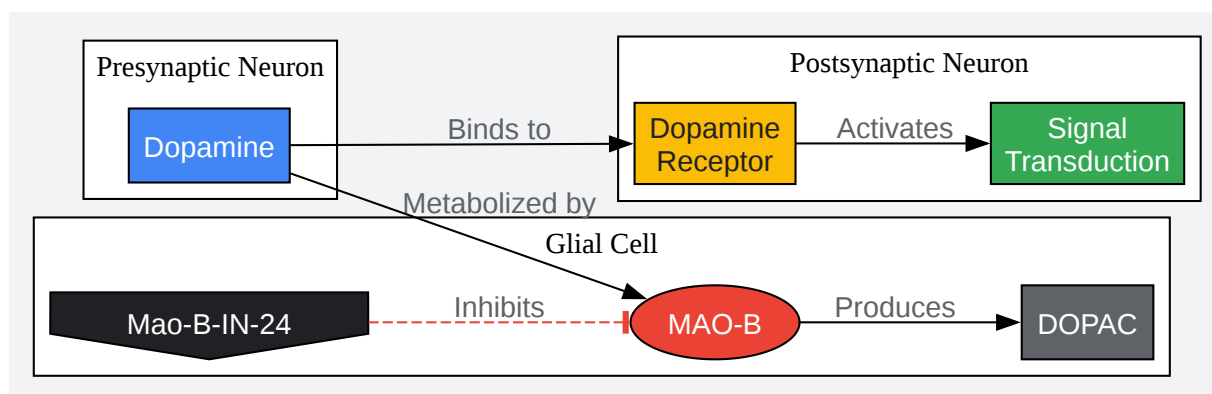 Presynaptic Neuron
Dopamine
Binds to
Metabolized by
Postsynaptic Neuron
Dopamine
Receptor
Activates
Signal
Transduction
Glial Cell
Mao-B-IN-24
Inhibits
MAO-B
Produces
DOPAC